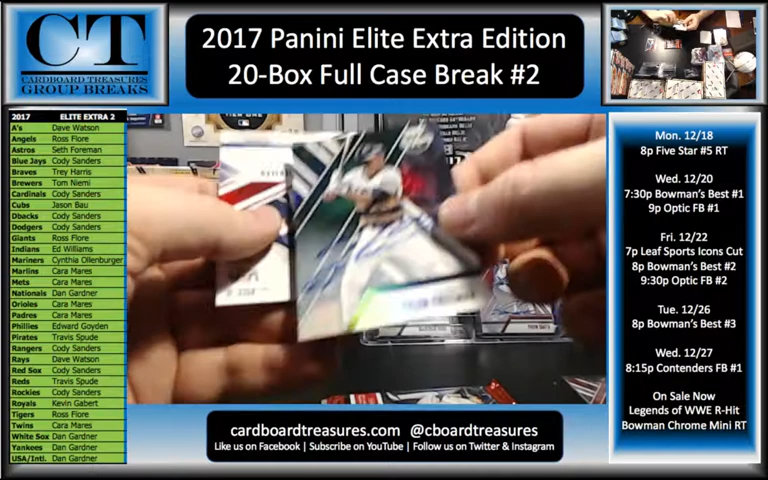 CT
CARDBOARD TREASURES
GROUP BREAKS
2017 Panini Elite Extra Edition
20-Box Full Case Break #2
2017 ELITE EXTRA 2
A's Dave Watson
Angels Ross Flore
Astros Seth Foreman
Blue Jays Cody Sanders
Braves Trey Harris
Brewers Tom Niemi
Cardinals Cody Sanders
Cubs Jason Bau
Dbacks Cody Sanders
Dodgers Cody Sanders
Giants Ross Flore
Indians Ed Williams
Mariners Cynthia Ollenburger
Marlins Cara Mares
Mets Cara Mares
Nationals Dan Gardner
Orioles Cara Mares
Padres Cara Mares
Phillies Edward Goyden
Pirates Travis Spude
Rangers Cody Sanders
Rays Dave Watson
Red Sox Cody Sanders
Reds Travis Spude
Rockies Cody Sanders
Royals Kevin Gabert
Tigers Ross Flore
Twins Cara Mares
White Sox Dan Gardner
Yankees Dan Gardner
USA/Intl. Dan Gardner
Mon. 12/18
8p Five Star #5 RT
Wed. 12/20
7:30p Bowman's Best #1
9p Optic FB #1
Fri. 12/22
7p Leaf Sports Icons Cut
8p Bowman's Best #2
9:30p Optic FB #2
Tue. 12/26
8p Bowman's Best #3
Wed. 12/27
8:15p Contenders FB #1
On Sale Now
Legends of WWE R-Hit
Bowman Chrome Mini RT
cardboardtreasures.com @cboardtreasures
Like us on Facebook | Subscribe on YouTube | Follow us on Twitter & Instagram